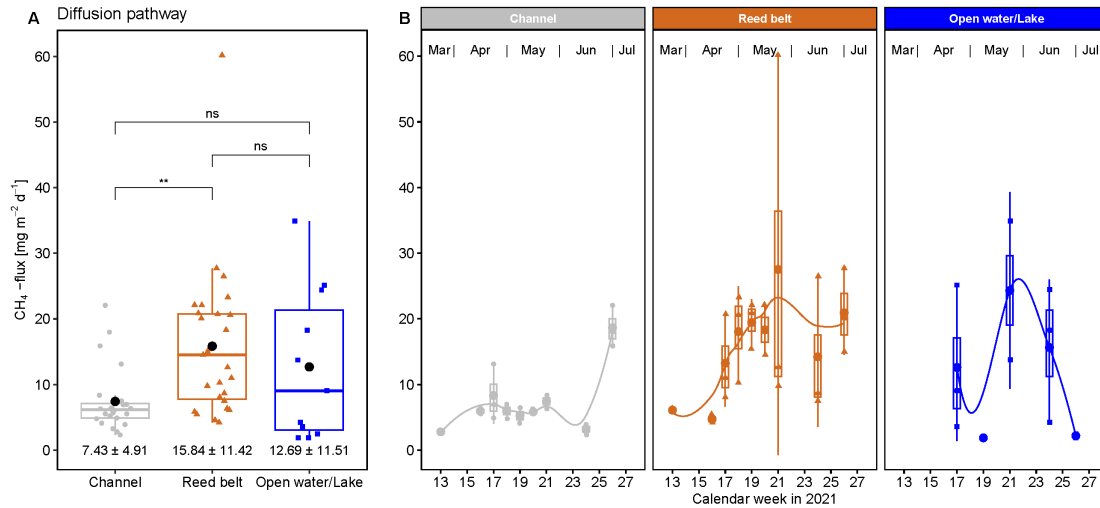 A
Diffusion pathway
CH4 −flux [mg m−2 d−1]
60
50
40
30
20
10
0
ns
ns
**
7.43 ± 4.91
15.84 ± 11.42
12.69 ± 11.51
Channel
Reed belt
Open water/Lake
B
Channel
Reed belt
Open water/Lake
Mar | Apr | May | Jun | Jul
Mar | Apr | May | Jun | Jul
Mar | Apr | May | Jun | Jul
60
50
40
30
20
10
0
13 15 17 19 21 23 25 27
13 15 17 19 21 23 25 27
13 15 17 19 21 23 25 27
Calendar week in 2021